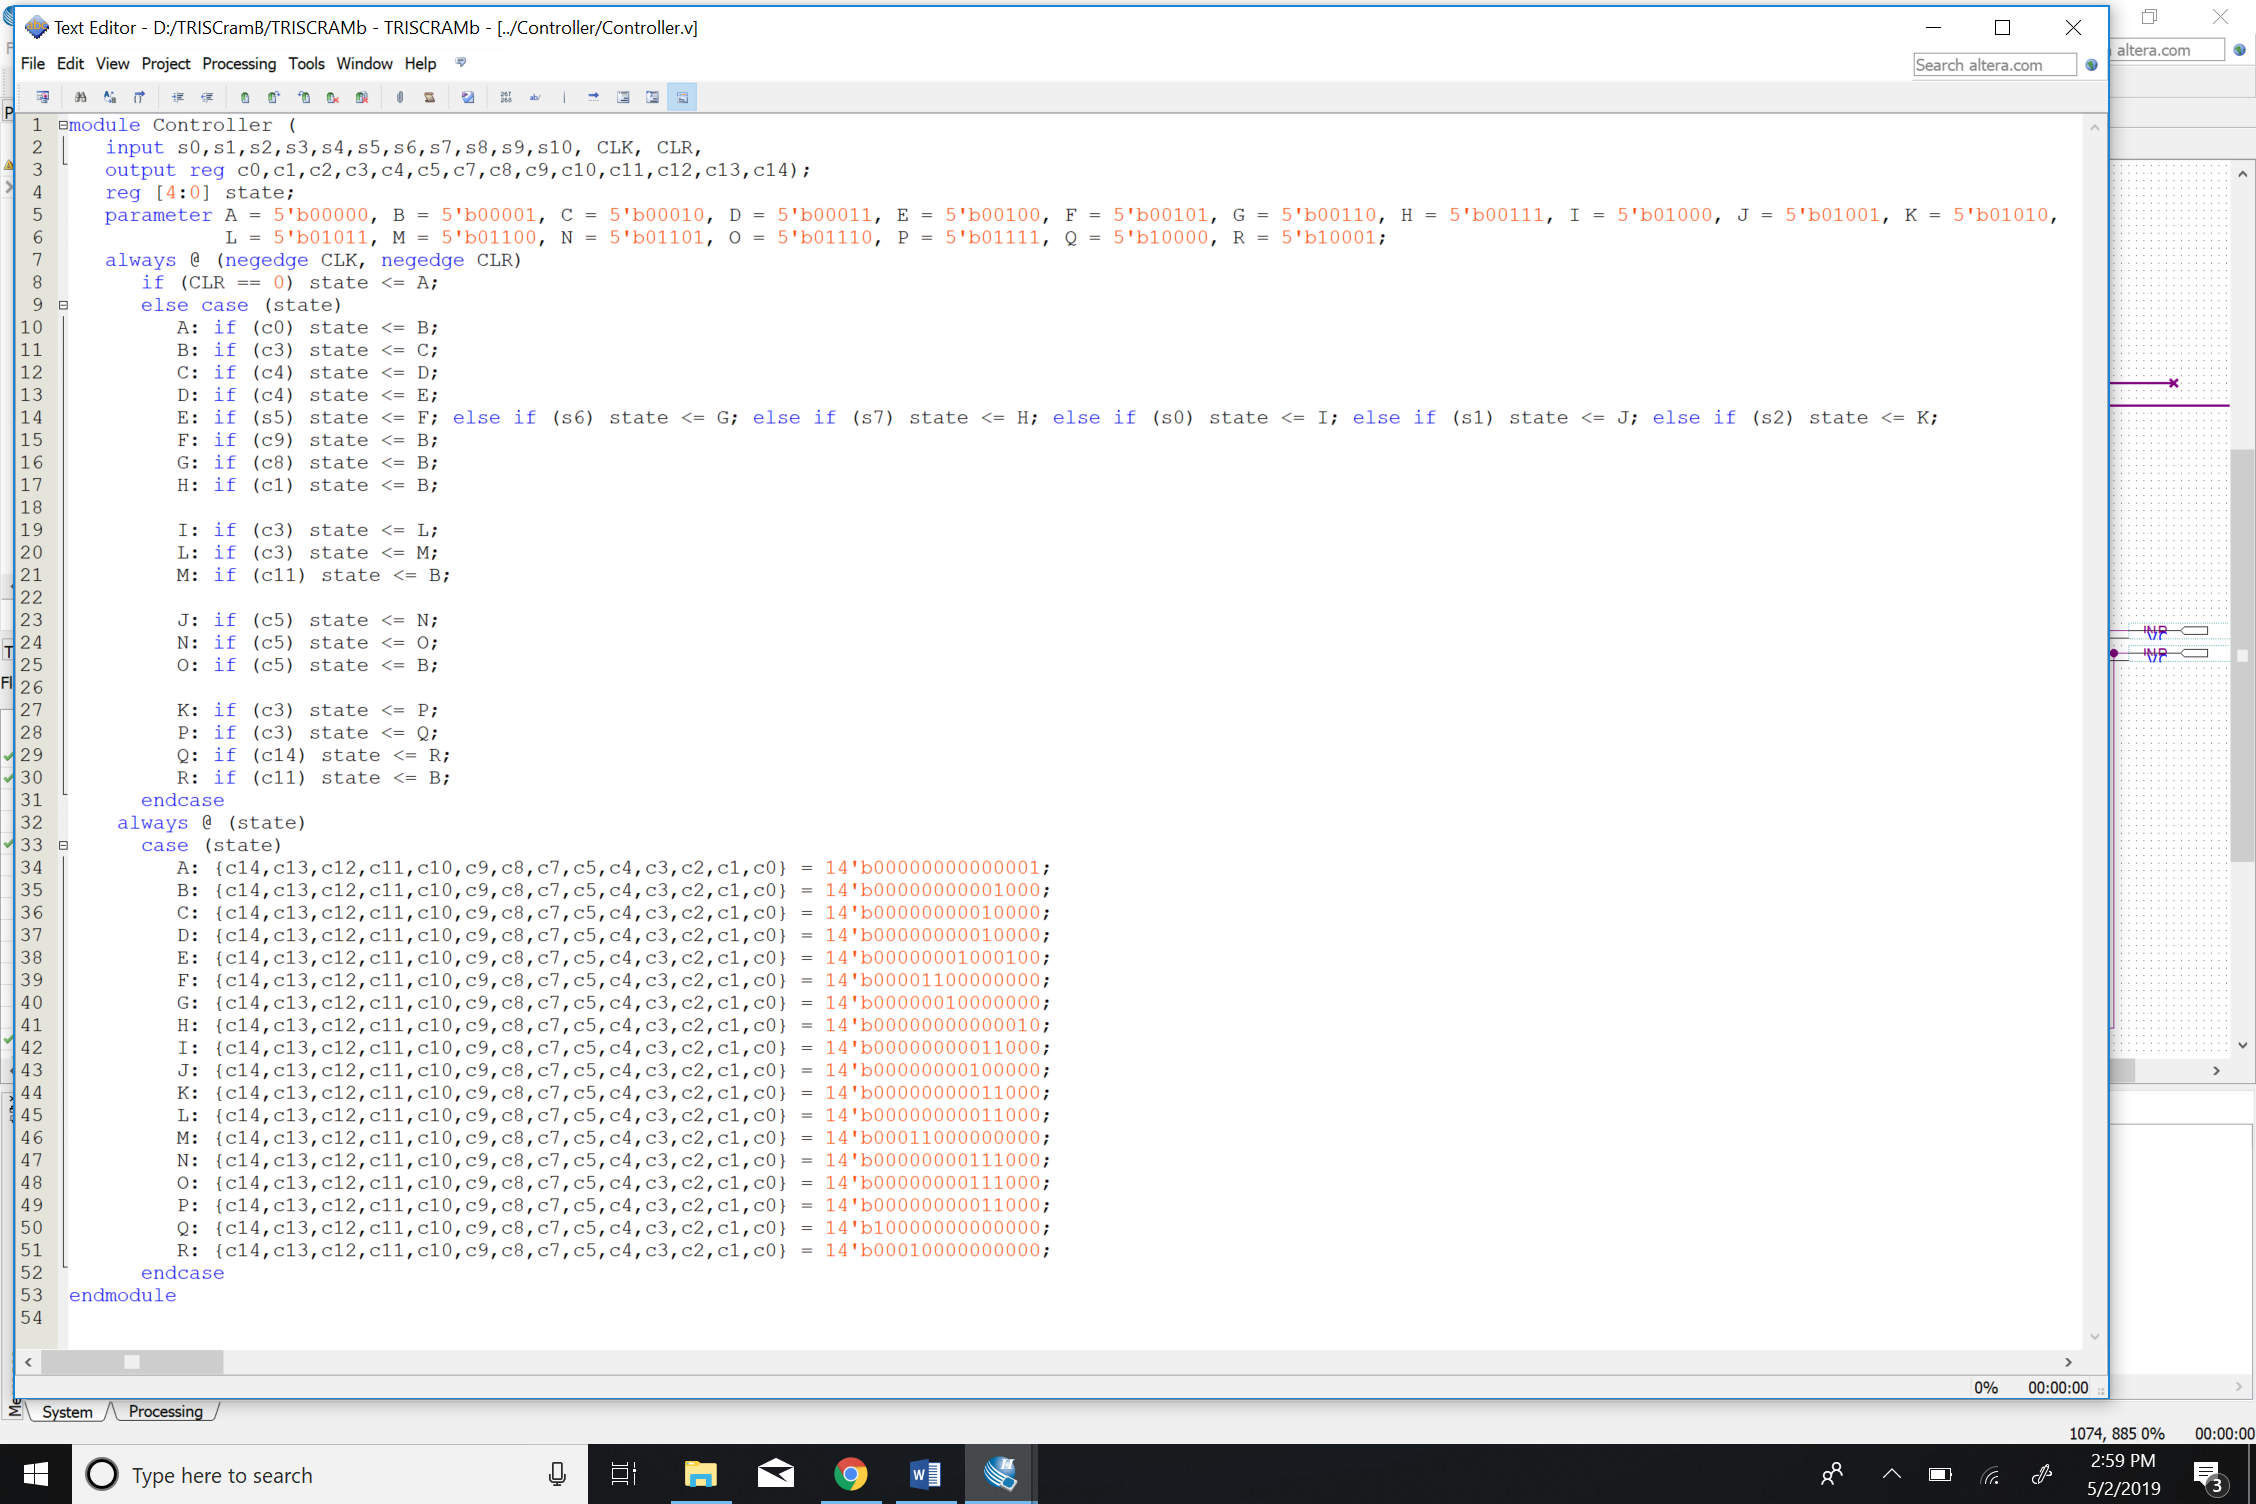 Text Editor - D:/TRISCramB/TRISCRAMb - TRISCRAMb - [../Controller/Controller.v]
File Edit View Project Processing Tools Window Help
Search altera.com
altera.com
1 module Controller (
2 input s0,s1,s2,s3,s4,s5,s6,s7,s8,s9,s10, CLK, CLR,
3 output reg c0,c1,c2,c3,c4,c5,c7,c8,c9,c10,c11,c12,c13,c14);
4 reg [4:0] state;
5 parameter A = 5'b00000, B = 5'b00001, C = 5'b00010, D = 5'b00011, E = 5'b00100, F = 5'b00101, G = 5'b00110, H = 5'b00111, I = 5'b01000, J = 5'b01001, K = 5'b01010,
6 L = 5'b01011, M = 5'b01100, N = 5'b01101, O = 5'b01110, P = 5'b01111, Q = 5'b10000, R = 5'b10001;
7 always @ (negedge CLK, negedge CLR)
8 if (CLR == 0) state <= A;
9 else case (state)
10 A: if (c0) state <= B;
11 B: if (c3) state <= C;
12 C: if (c4) state <= D;
13 D: if (c4) state <= E;
14 E: if (s5) state <= F; else if (s6) state <= G; else if (s7) state <= H; else if (s0) state <= I; else if (s1) state <= J; else if (s2) state <= K;
15 F: if (c9) state <= B;
16 G: if (c8) state <= B;
17 H: if (c1) state <= B;
18
19 I: if (c3) state <= L;
20 L: if (c3) state <= M;
21 M: if (c11) state <= B;
22
23 J: if (c5) state <= N;
24 N: if (c5) state <= O;
25 O: if (c5) state <= B;
26
27 K: if (c3) state <= P;
28 P: if (c3) state <= Q;
29 Q: if (c14) state <= R;
30 R: if (c11) state <= B;
31 endcase
32 always @ (state)
33 case (state)
34 A: {c14,c13,c12,c11,c10,c9,c8,c7,c5,c4,c3,c2,c1,c0} = 14'b00000000000001;
35 B: {c14,c13,c12,c11,c10,c9,c8,c7,c5,c4,c3,c2,c1,c0} = 14'b00000000001000;
36 C: {c14,c13,c12,c11,c10,c9,c8,c7,c5,c4,c3,c2,c1,c0} = 14'b00000000010000;
37 D: {c14,c13,c12,c11,c10,c9,c8,c7,c5,c4,c3,c2,c1,c0} = 14'b00000000010000;
38 E: {c14,c13,c12,c11,c10,c9,c8,c7,c5,c4,c3,c2,c1,c0} = 14'b00000001000100;
39 F: {c14,c13,c12,c11,c10,c9,c8,c7,c5,c4,c3,c2,c1,c0} = 14'b00001100000000;
40 G: {c14,c13,c12,c11,c10,c9,c8,c7,c5,c4,c3,c2,c1,c0} = 14'b00000010000000;
41 H: {c14,c13,c12,c11,c10,c9,c8,c7,c5,c4,c3,c2,c1,c0} = 14'b00000000000010;
42 I: {c14,c13,c12,c11,c10,c9,c8,c7,c5,c4,c3,c2,c1,c0} = 14'b00000000011000;
43 J: {c14,c13,c12,c11,c10,c9,c8,c7,c5,c4,c3,c2,c1,c0} = 14'b00000000100000;
44 K: {c14,c13,c12,c11,c10,c9,c8,c7,c5,c4,c3,c2,c1,c0} = 14'b00000000011000;
45 L: {c14,c13,c12,c11,c10,c9,c8,c7,c5,c4,c3,c2,c1,c0} = 14'b00000000011000;
46 M: {c14,c13,c12,c11,c10,c9,c8,c7,c5,c4,c3,c2,c1,c0} = 14'b00011000000000;
47 N: {c14,c13,c12,c11,c10,c9,c8,c7,c5,c4,c3,c2,c1,c0} = 14'b00000000111000;
48 O: {c14,c13,c12,c11,c10,c9,c8,c7,c5,c4,c3,c2,c1,c0} = 14'b00000000111000;
49 P: {c14,c13,c12,c11,c10,c9,c8,c7,c5,c4,c3,c2,c1,c0} = 14'b00000000011000;
50 Q: {c14,c13,c12,c11,c10,c9,c8,c7,c5,c4,c3,c2,c1,c0} = 14'b10000000000000;
51 R: {c14,c13,c12,c11,c10,c9,c8,c7,c5,c4,c3,c2,c1,c0} = 14'b00010000000000;
52 endcase
53 endmodule
54
0% 00:00:00
System Processing
1074, 885 0% 00:00:00
Type here to search
2:59 PM
5/2/2019
3